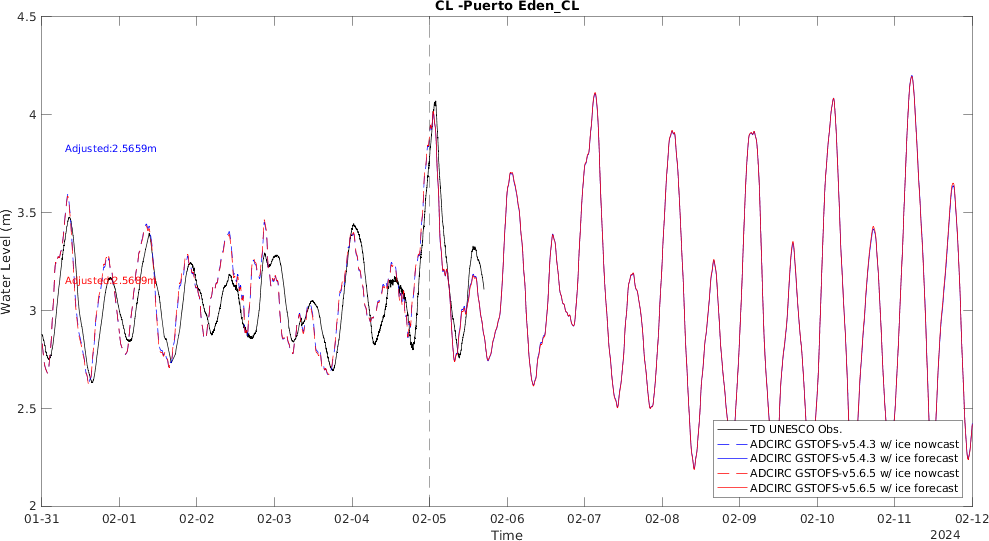 CL -Puerto Eden_CL
4.5
4
3.5
3
2.5
2
Water Level (m)
Adjusted:2.5659m
Adjusted:2.5669m
01-31 02-01 02-02 02-03 02-04 02-05 02-06 02-07 02-08 02-09 02-10 02-11 02-12
Time
2024
TD UNESCO Obs.
ADCIRC GSTOFS-v5.4.3 w/ ice nowcast
ADCIRC GSTOFS-v5.4.3 w/ ice forecast
ADCIRC GSTOFS-v5.6.5 w/ ice nowcast
ADCIRC GSTOFS-v5.6.5 w/ ice forecast